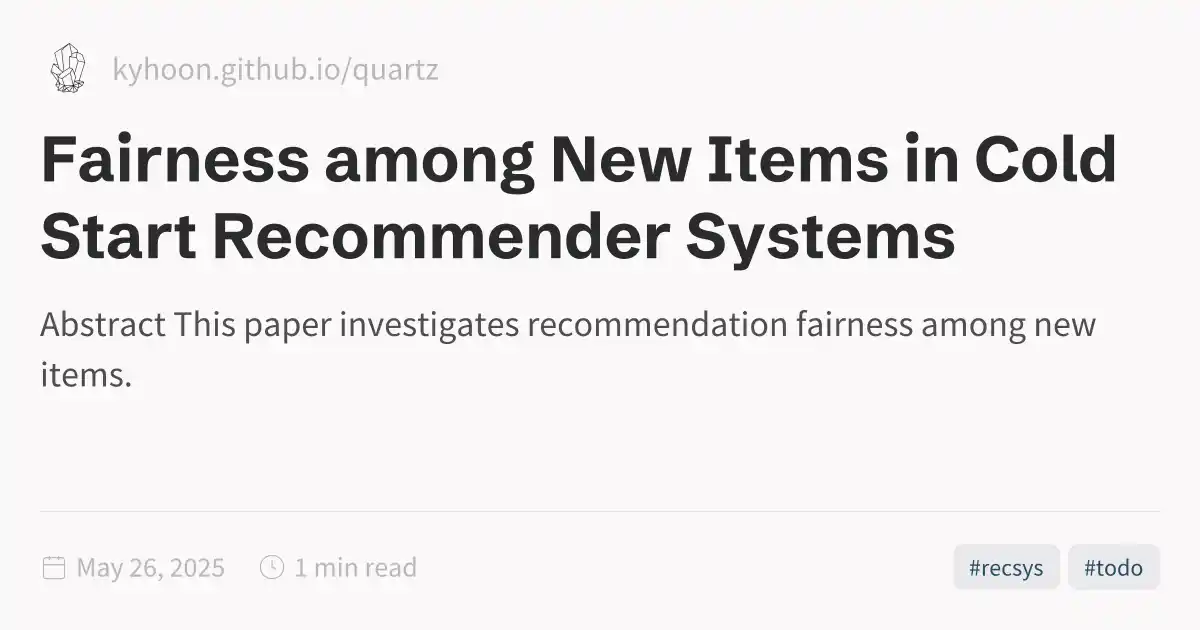 kyhoon.github.io/quartz
Fairness among New Items in Cold
Start Recommender Systems
Abstract This paper investigates recommendation fairness among new
items.
May 26, 2025 1 min read #recsys #todo